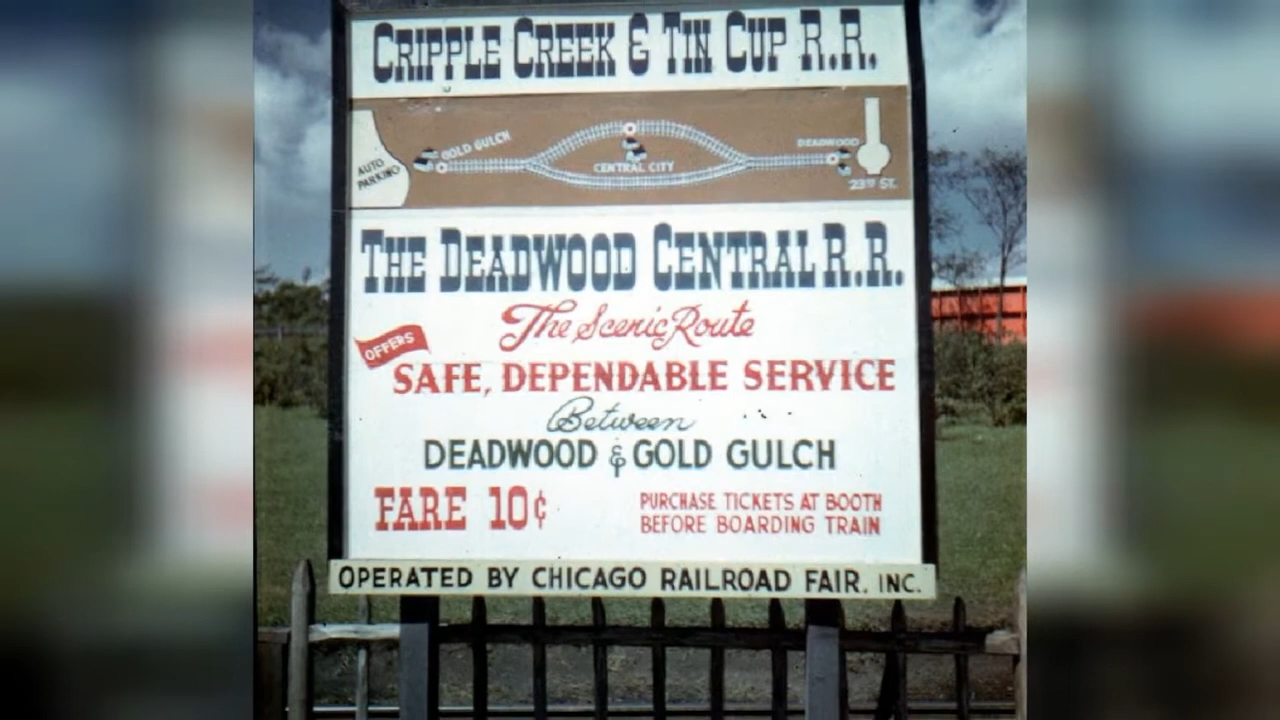 CRIPPLE CREEK & TIN CUP R.R.
GOLD GULCH
AUTO
PARKING
CENTRAL CITY
DEADWOOD
23RD ST.
THE DEADWOOD CENTRAL R.R.
The Scenic Route
OFFERS
SAFE, DEPENDABLE SERVICE
Between
DEADWOOD & GOLD GULCH
FARE 10¢
PURCHASE TICKETS AT BOOTH
BEFORE BOARDING TRAIN
OPERATED BY CHICAGO RAILROAD FAIR, INC.